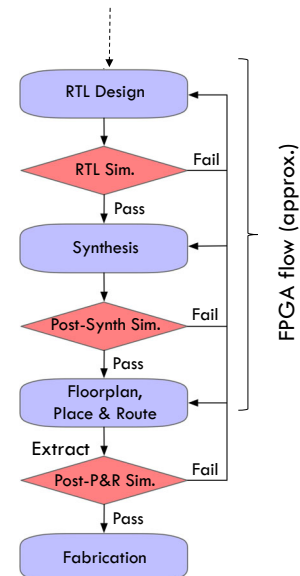 RTL Design
RTL Sim.
Fail
Pass
Synthesis
Post-Synth Sim.
Fail
Pass
Floorplan,
Place & Route
Extract
Post-P&R Sim.
Fail
Pass
Fabrication
FPGA flow (approx.)